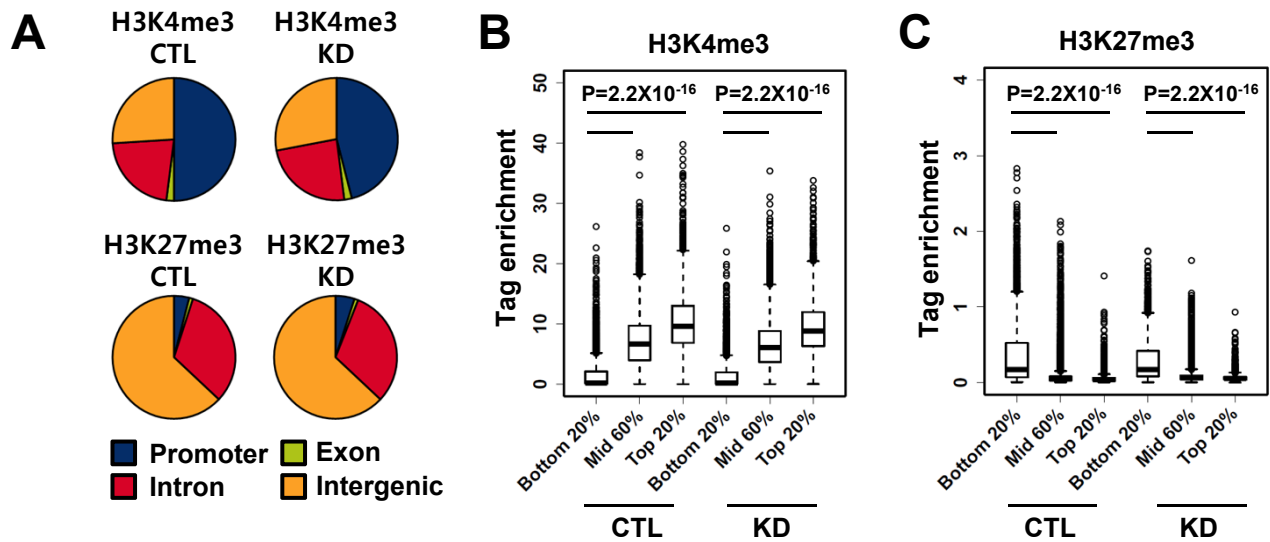 A
H3K4me3
CTL
H3K4me3
KD
H3K27me3
CTL
H3K27me3
KD
Promoter
Exon
Intron
Intergenic
B
H3K4me3
P=2.2X10-16
P=2.2X10-16
Tag enrichment
50
40
30
20
10
0
Bottom 20%
Mid 60%
Top 20%
Bottom 20%
Mid 60%
Top 20%
CTL
KD
C
H3K27me3
P=2.2X10-16
P=2.2X10-16
Tag enrichment
4
3
2
1
0
Bottom 20%
Mid 60%
Top 20%
Bottom 20%
Mid 60%
Top 20%
CTL
KD